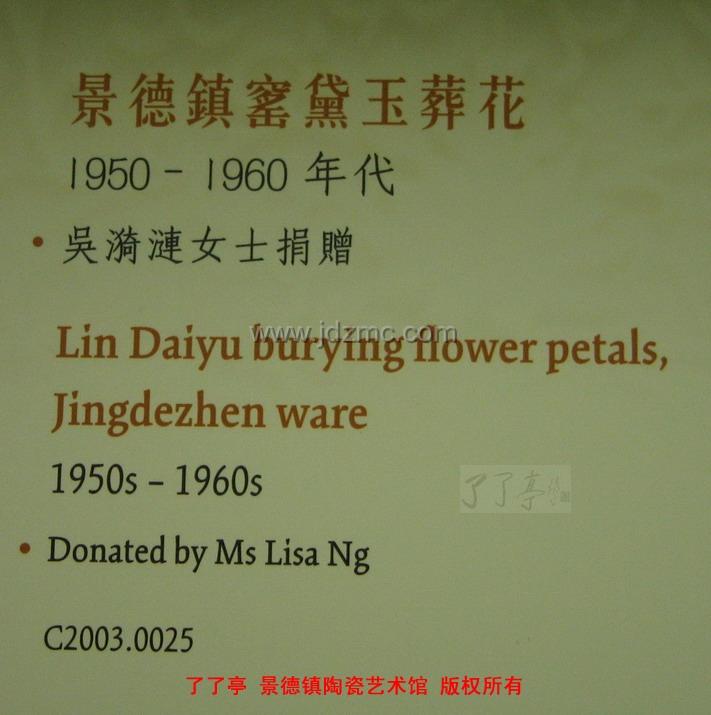 景德鎮窰黛玉葬花
1950 - 1960 年代
• 吳漪漣女士捐贈
www.jdzmc.com
Lin Daiyu burying flower petals,
Jingdezhen ware
1950s – 1960s
了了亭
• Donated by Ms Lisa Ng
C2003.0025
了了亭 景德镇陶瓷艺术馆 版权所有